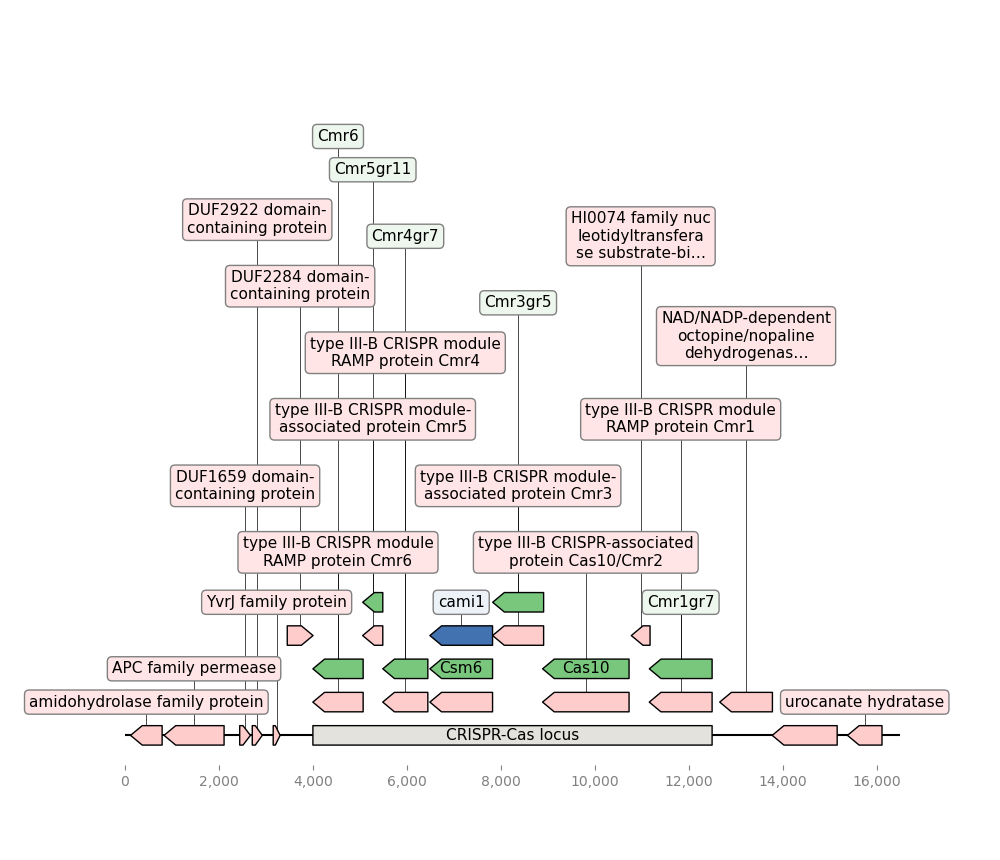 Cmr6
Cmr5gr11
DUF2922 domain-
containing protein
Cmr4gr7
HI0074 family nuc
leotidyltransfera
se substrate-bi…
DUF2284 domain-
containing protein
Cmr3gr5
NAD/NADP-dependent
octopine/nopaline
dehydrogenas…
type III-B CRISPR module
RAMP protein Cmr4
type III-B CRISPR module-
associated protein Cmr5
type III-B CRISPR module
RAMP protein Cmr1
DUF1659 domain-
containing protein
type III-B CRISPR module-
associated protein Cmr3
type III-B CRISPR module
RAMP protein Cmr6
type III-B CRISPR-associated
protein Cas10/Cmr2
YvrJ family protein
cami1
Cmr1gr7
APC family permease
Csm6
Cas10
amidohydrolase family protein
urocanate hydratase
CRISPR-Cas locus
0
2,000
4,000
6,000
8,000
10,000
12,000
14,000
16,000